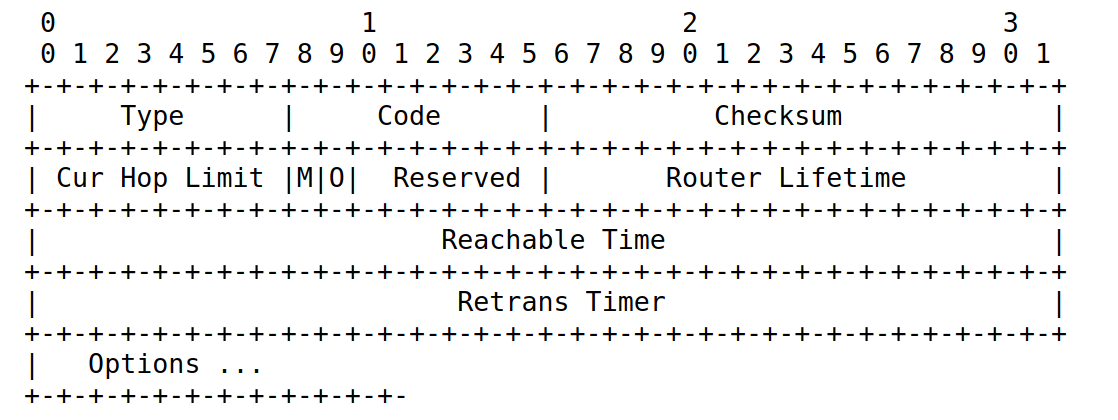 0                   1                   2                   3
 0 1 2 3 4 5 6 7 8 9 0 1 2 3 4 5 6 7 8 9 0 1 2 3 4 5 6 7 8 9 0 1
+-+-+-+-+-+-+-+-+-+-+-+-+-+-+-+-+-+-+-+-+-+-+-+-+-+-+-+-+-+-+-+-+
|     Type      |     Code      |          Checksum             |
+-+-+-+-+-+-+-+-+-+-+-+-+-+-+-+-+-+-+-+-+-+-+-+-+-+-+-+-+-+-+-+-+
| Cur Hop Limit |M|O|  Reserved |       Router Lifetime         |
+-+-+-+-+-+-+-+-+-+-+-+-+-+-+-+-+-+-+-+-+-+-+-+-+-+-+-+-+-+-+-+-+
|                         Reachable Time                        |
+-+-+-+-+-+-+-+-+-+-+-+-+-+-+-+-+-+-+-+-+-+-+-+-+-+-+-+-+-+-+-+-+
|                          Retrans Timer                        |
+-+-+-+-+-+-+-+-+-+-+-+-+-+-+-+-+-+-+-+-+-+-+-+-+-+-+-+-+-+-+-+-+
|   Options ...
+-+-+-+-+-+-+-+-+-+-+-+-